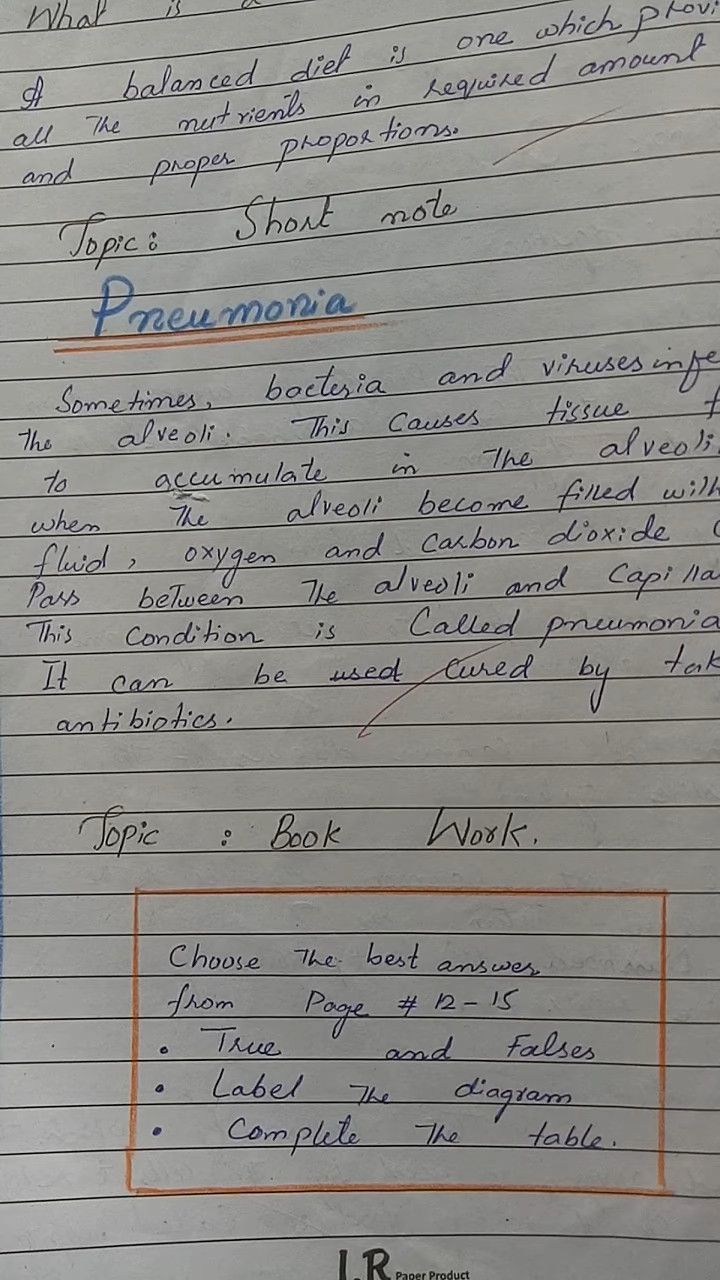 What is a
A balanced diet is one which provi
all the nutrients in required amount
and proper proportions.
Topic: Short note
Pneumonia
Sometimes, bacteria and viruses infe
the alveoli. This causes tissue f
to accumulate in the alveoli.
when the alveoli become filled with
fluid, oxygen and carbon dioxide c
Pass between the alveoli and Capilla
This condition is Called pneumonia
It can be used cured by tak
antibiotics.
Topic : Book Work.
Choose the best answer
from Page # 12-15
• True and Falses
• Label the diagram
• Complete the table.
LR Paper Product